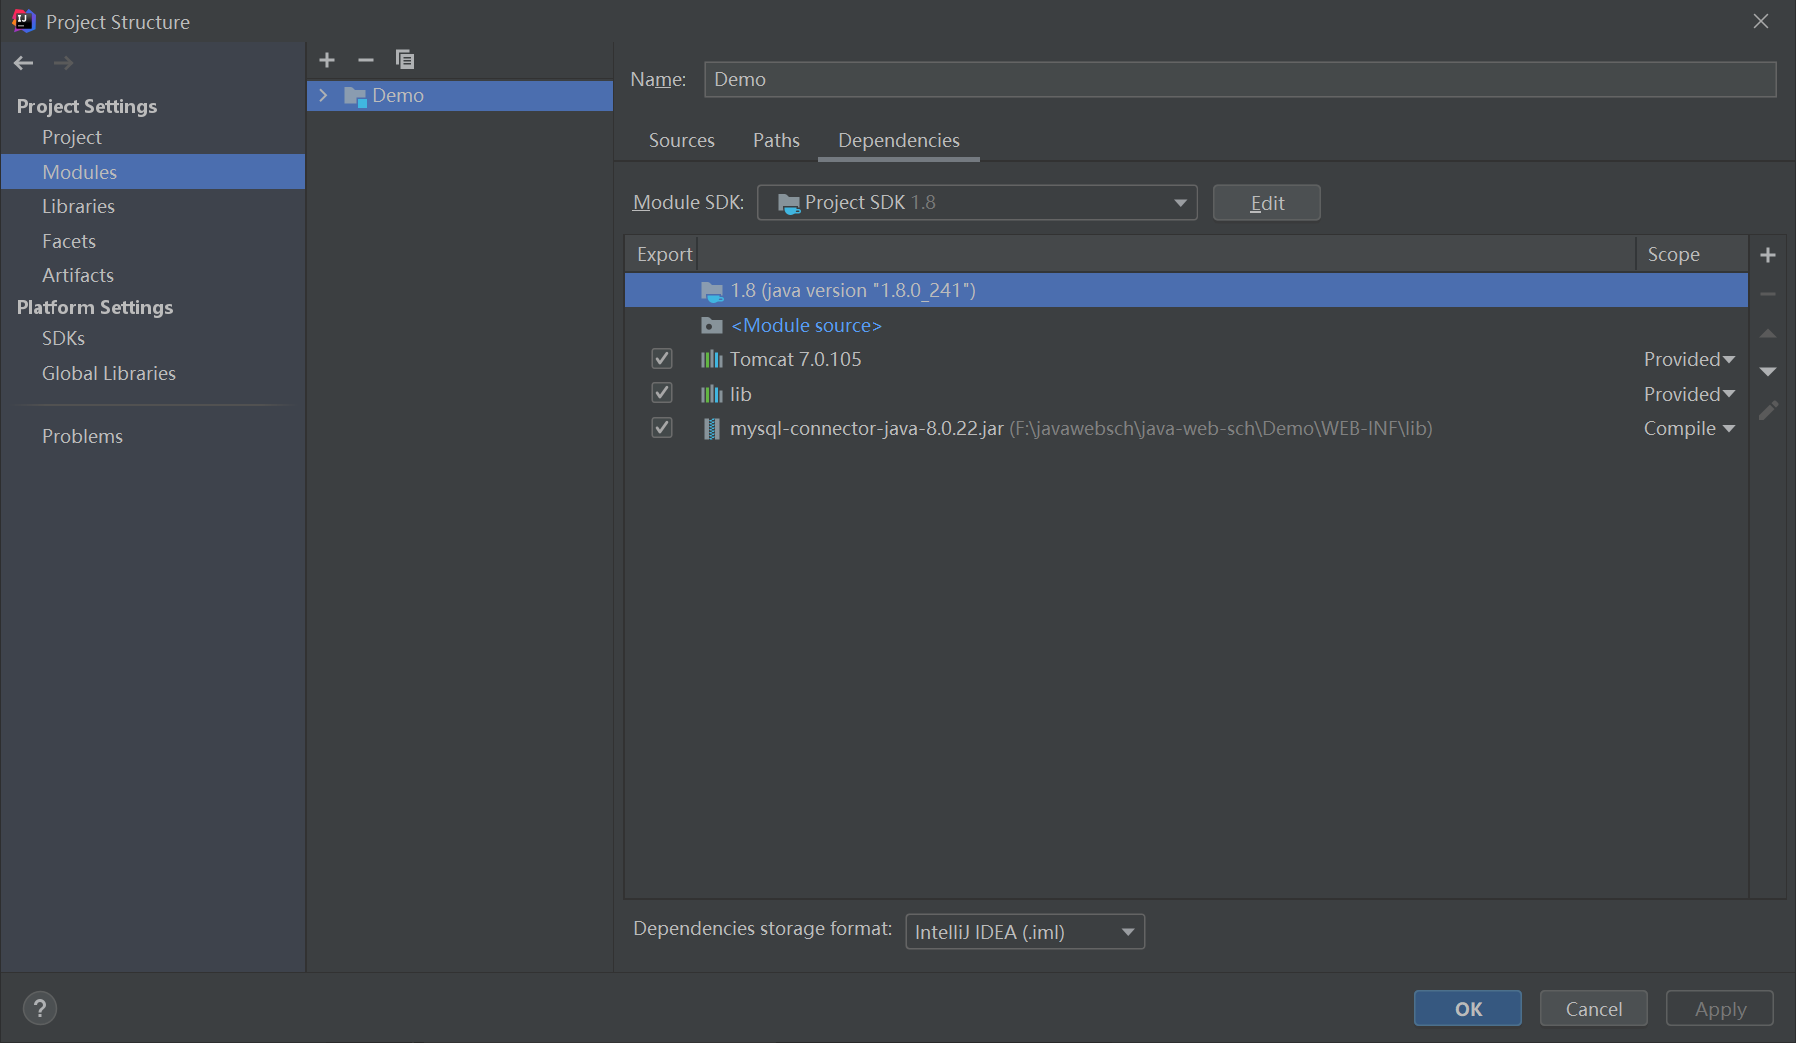 Project Structure
Project Settings
Project
Modules
Libraries
Facets
Artifacts
Platform Settings
SDKs
Global Libraries
Problems
Demo
Name: Demo
Sources Paths Dependencies
Module SDK: Project SDK 1.8 Edit
Export Scope
1.8 (java version "1.8.0_241")
<Module source>
Tomcat 7.0.105 Provided
lib Provided
mysql-connector-java-8.0.22.jar (F:\javawebsch\java-web-sch\Demo\WEB-INF\lib) Compile
Dependencies storage format: IntelliJ IDEA (.iml)
? OK Cancel Apply